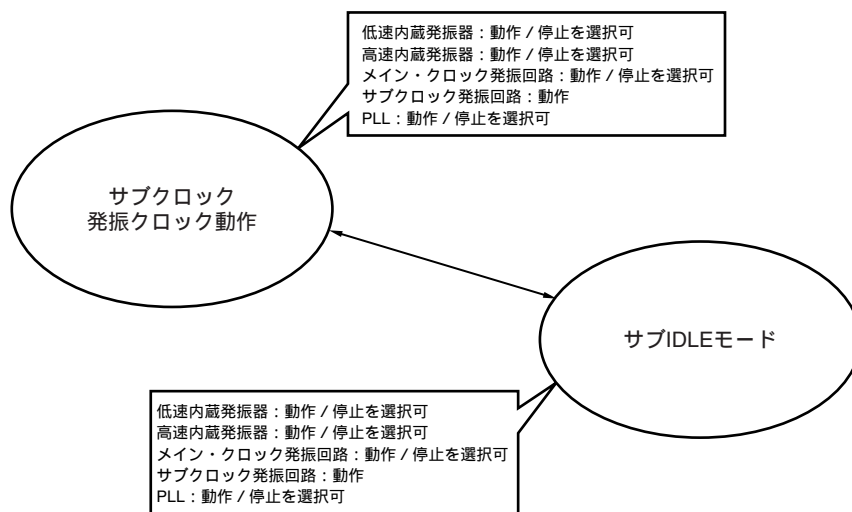 低速内蔵発振器：動作 / 停止を選択可
高速内蔵発振器：動作 / 停止を選択可
メイン・クロック発振回路：動作 / 停止を選択可
サブクロック発振回路：動作
PLL：動作 / 停止を選択可
サブクロック
発振クロック動作
サブIDLEモード
低速内蔵発振器：動作 / 停止を選択可
高速内蔵発振器：動作 / 停止を選択可
メイン・クロック発振回路：動作 / 停止を選択可
サブクロック発振回路：動作
PLL：動作 / 停止を選択可